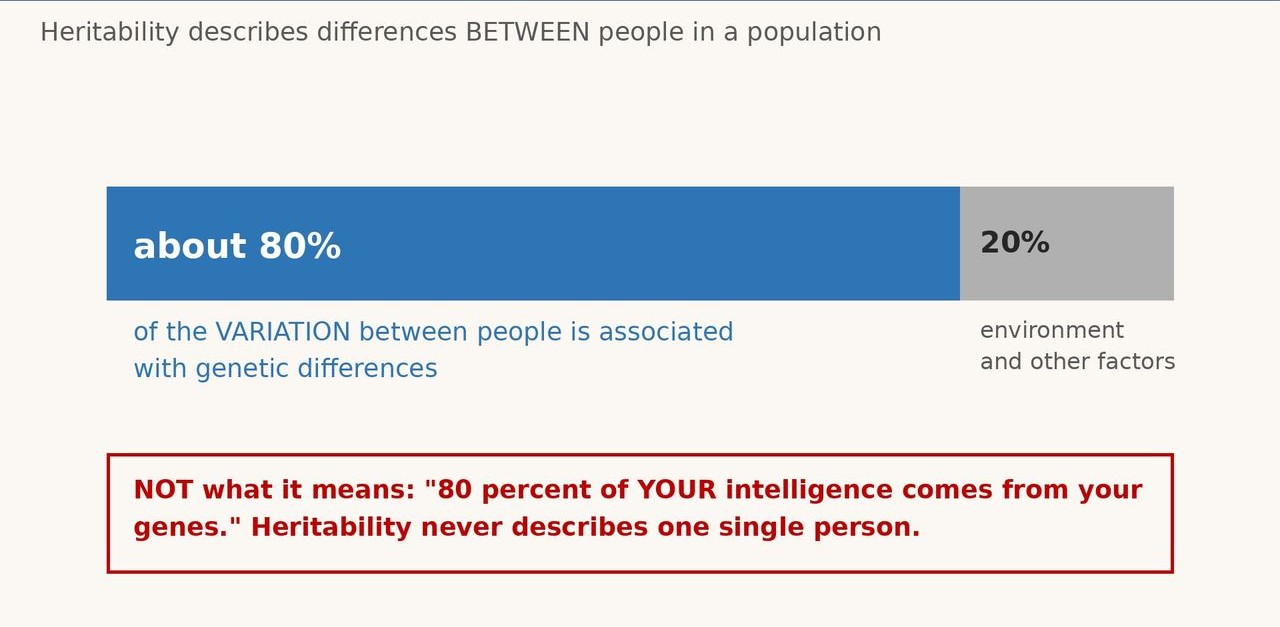 Heritability describes differences BETWEEN people in a population
about 80%
20%
of the VARIATION between people is associated
with genetic differences
environment
and other factors
NOT what it means: "80 percent of YOUR intelligence comes from your
genes." Heritability never describes one single person.